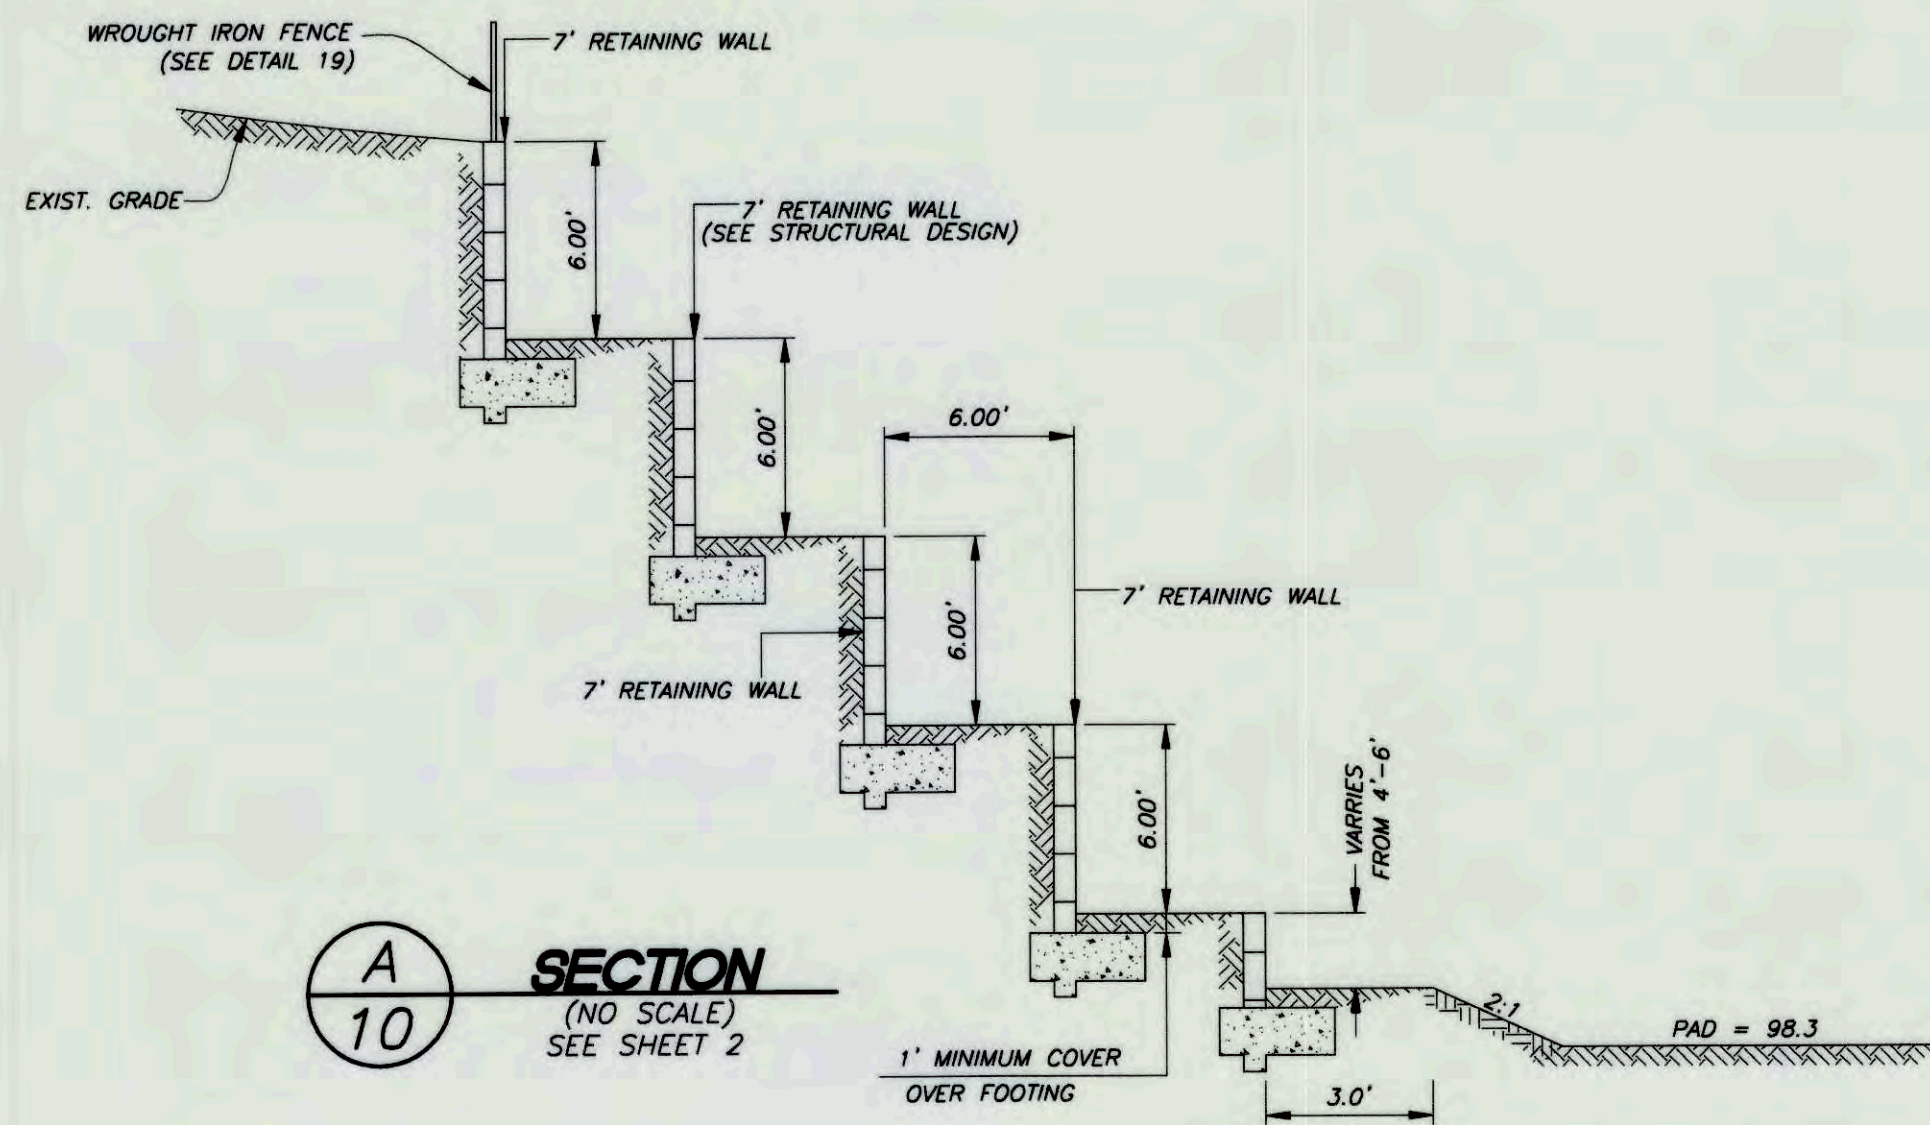 WROUGHT IRON FENCE
(SEE DETAIL 19)
7' RETAINING WALL
EXIST. GRADE
6.00'
7' RETAINING WALL
(SEE STRUCTURAL DESIGN)
6.00'
6.00'
6.00'
7' RETAINING WALL
7' RETAINING WALL
6.00'
VARRIES
FROM 4'-6'
A
10
SECTION
(NO SCALE)
SEE SHEET 2
1' MINIMUM COVER
OVER FOOTING
2:1
PAD = 98.3
3.0'